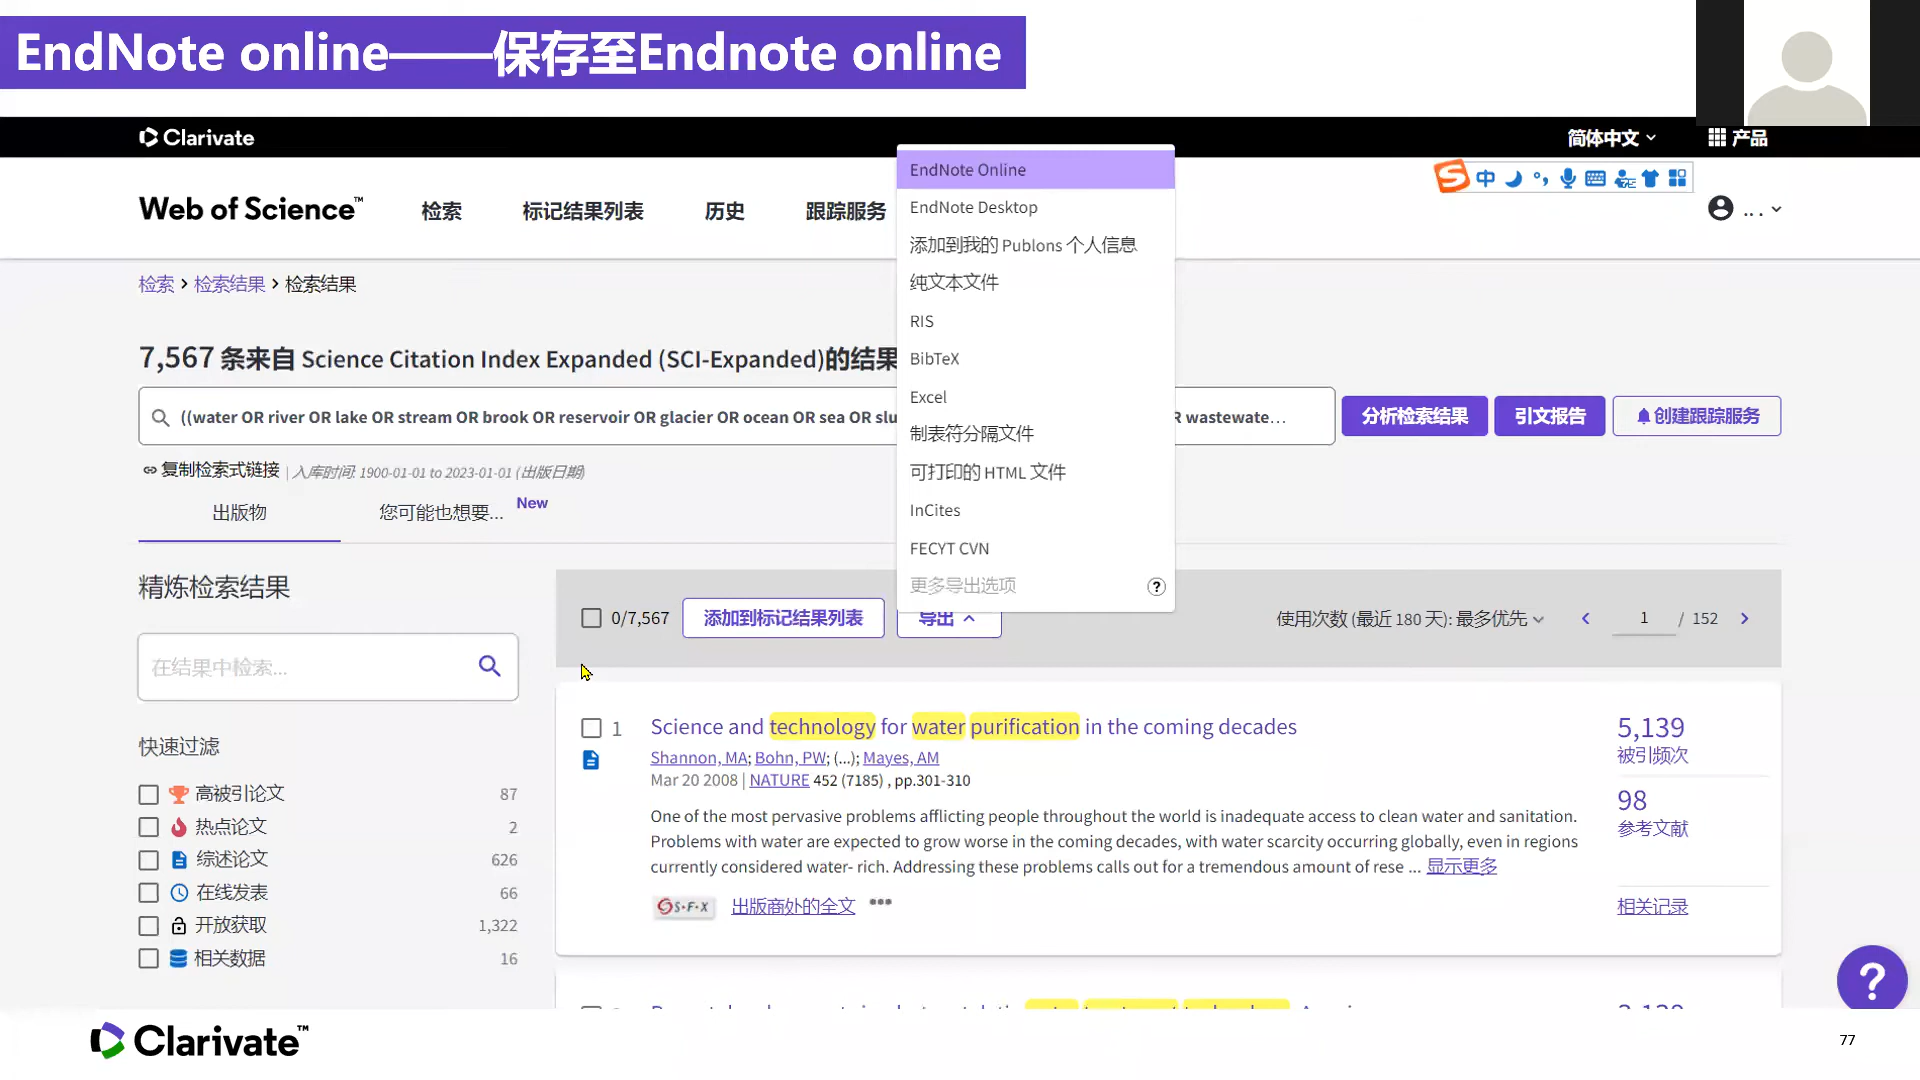 EndNote online——保存至Endnote online
Clarivate
简体中文
产品
Web of Science™
检索
标记结果列表
历史
跟踪服务
中
EndNote Online
EndNote Desktop
添加到我的 Publons 个人信息
纯文本文件
RIS
BibTeX
Excel
制表符分隔文件
可打印的 HTML 文件
InCites
FECYT CVN
更多导出选项
检索 > 检索结果 > 检索结果
7,567 条来自 Science Citation Index Expanded (SCI-Expanded)的结果
((water OR river OR lake OR stream OR brook OR reservoir OR glacier OR ocean OR sea OR slu
wastewate...
分析检索结果
引文报告
创建跟踪服务
复制检索式链接 | 入库时间: 1900-01-01 to 2023-01-01 (出版日期)
出版物
您可能也想要...
New
精炼检索结果
在结果中检索...
快速过滤
高被引论文 87
热点论文 2
综述论文 626
在线发表 66
开放获取 1,322
相关数据 16
0/7,567
添加到标记结果列表
导出
使用次数 (最近 180 天): 最多优先
1 / 152
1
Science and technology for water purification in the coming decades
Shannon, MA; Bohn, PW; (...); Mayes, AM
Mar 20 2008 | NATURE 452 (7185) , pp.301-310
One of the most pervasive problems afflicting people throughout the world is inadequate access to clean water and sanitation.
Problems with water are expected to grow worse in the coming decades, with water scarcity occurring globally, even in regions
currently considered water- rich. Addressing these problems calls out for a tremendous amount of rese ... 显示更多
S·F·X
出版商处的全文
5,139
被引频次
98
参考文献
相关记录
Clarivate™
77